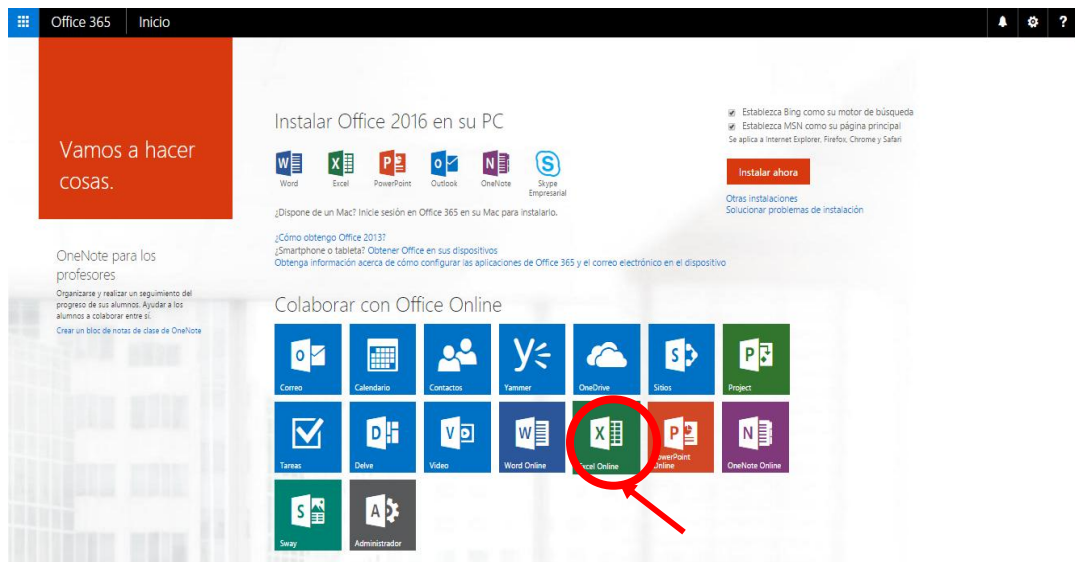 Office 365 Inicio ?
Vamos a hacer
cosas.
OneNote para los
profesores
Organizarse y realizar un seguimiento del
progreso de sus alumnos. Ayudar a los
alumnos a colaborar entre sí.
Crear un bloc de notas de clase de OneNote
Instalar Office 2016 en su PC
Word Excel PowerPoint Outlook OneNote Skype
Empresarial
¿Dispone de un Mac? Inicie sesión en Office 365 en su Mac para instalarlo.
¿Cómo obtengo Office 2013?
¿Smartphone o tableta? Obtener Office en sus dispositivos
Obtenga información acerca de cómo configurar las aplicaciones de Office 365 y el correo electrónico en el dispositivo
Establezca Bing como su motor de búsqueda
Establezca MSN como su página principal
Se aplica a Internet Explorer, Firefox, Chrome y Safari
Instalar ahora
Otras instalaciones
Solucionar problemas de instalación
Colaborar con Office Online
Correo Calendario Contactos Yammer OneDrive Sitios Project
Tareas Delve Video Word Online Excel Online PowerPoint
Online OneNote Online
Sway Administrador